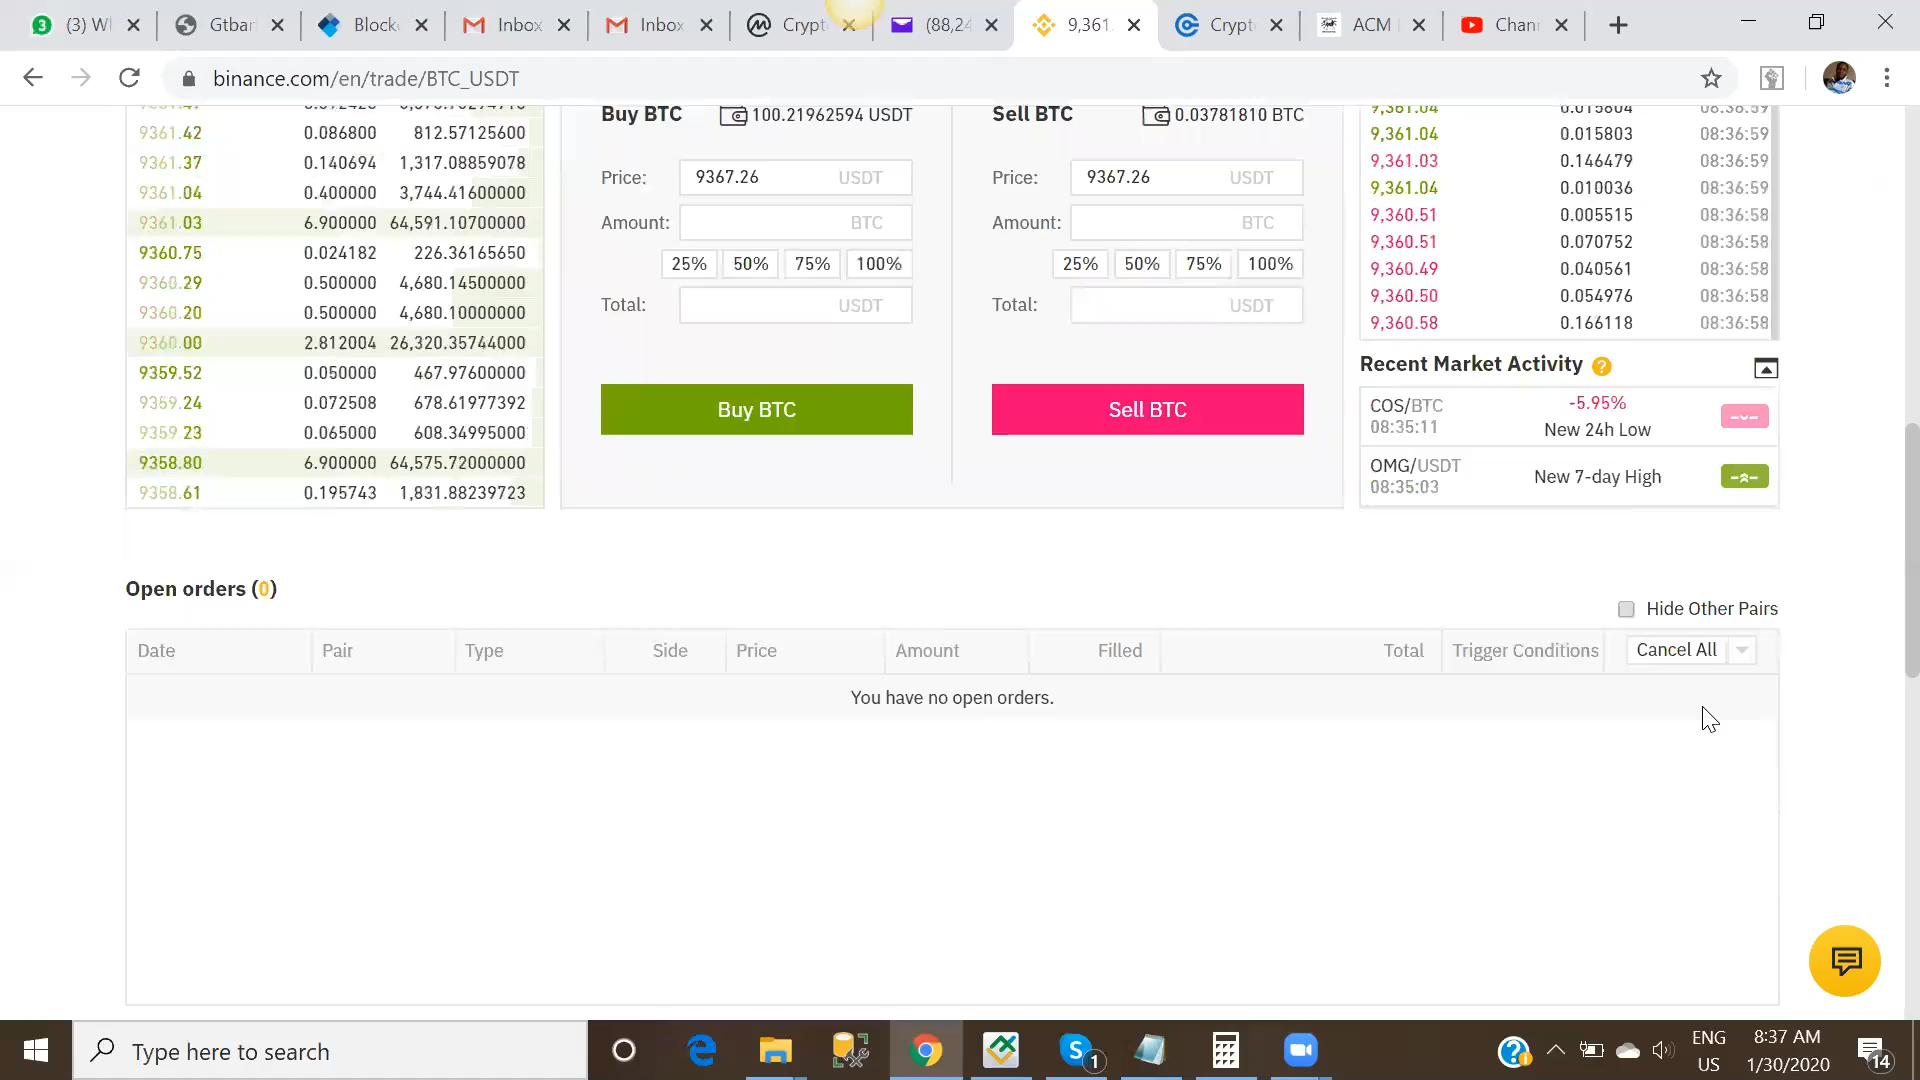 (3) W
Gtba
Block
Inbox
Inbox
Crypt
(88,24
9,361.
Crypt
ACM
Chan
binance.com/en/trade/BTC_USDT
9361.42 0.086800 812.57125600
9361.37 0.140694 1,317.08859078
9361.04 0.400000 3,744.41600000
9361.03 6.900000 64,591.10700000
9360.75 0.024182 226.36165650
9360.29 0.500000 4,680.14500000
9360.20 0.500000 4,680.10000000
9360.00 2.812004 26,320.35744000
9359.52 0.050000 467.97600000
9359.24 0.072508 678.61977392
9359.23 0.065000 608.34995000
9358.80 6.900000 64,575.72000000
9358.61 0.195743 1,831.88239723
Buy BTC 100.21962594 USDT
Price: 9367.26 USDT
Amount: BTC
25% 50% 75% 100%
Total: USDT
Buy BTC
Sell BTC 0.03781810 BTC
Price: 9367.26 USDT
Amount: BTC
25% 50% 75% 100%
Total: USDT
Sell BTC
9,361.04 0.015804 08:36:59
9,361.04 0.015803 08:36:59
9,361.03 0.146479 08:36:59
9,361.04 0.010036 08:36:59
9,360.51 0.005515 08:36:58
9,360.51 0.070752 08:36:58
9,360.49 0.040561 08:36:58
9,360.50 0.054976 08:36:58
9,360.58 0.166118 08:36:58
Recent Market Activity ?
COS/BTC -5.95%
08:35:11 New 24h Low
OMG/USDT New 7-day High
08:35:03
Open orders (0)
Hide Other Pairs
Date Pair Type Side Price Amount Filled Total Trigger Conditions Cancel All
You have no open orders.
Type here to search
1
ENG
US
8:37 AM
1/30/2020
14